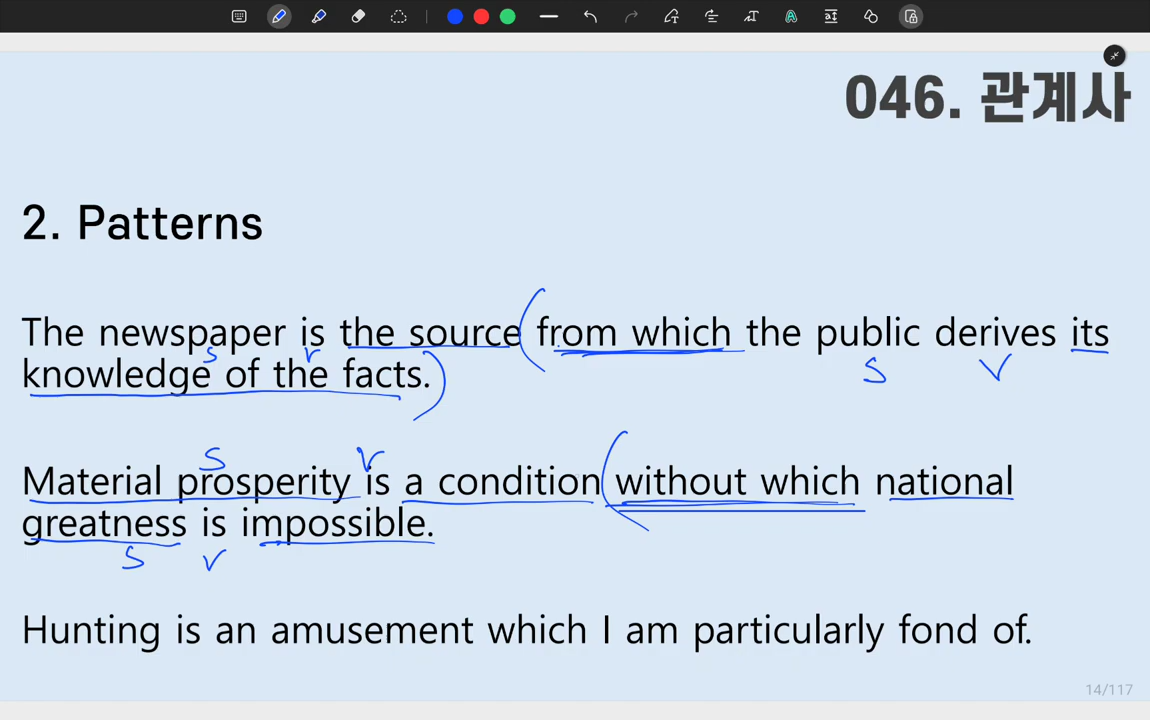 046. 관계사
2. Patterns
The newspaper is the source from which the public derives its
s v s v
knowledge of the facts.
s v
Material prosperity is a condition without which national
greatness is impossible.
s v
Hunting is an amusement which I am particularly fond of.
14/117